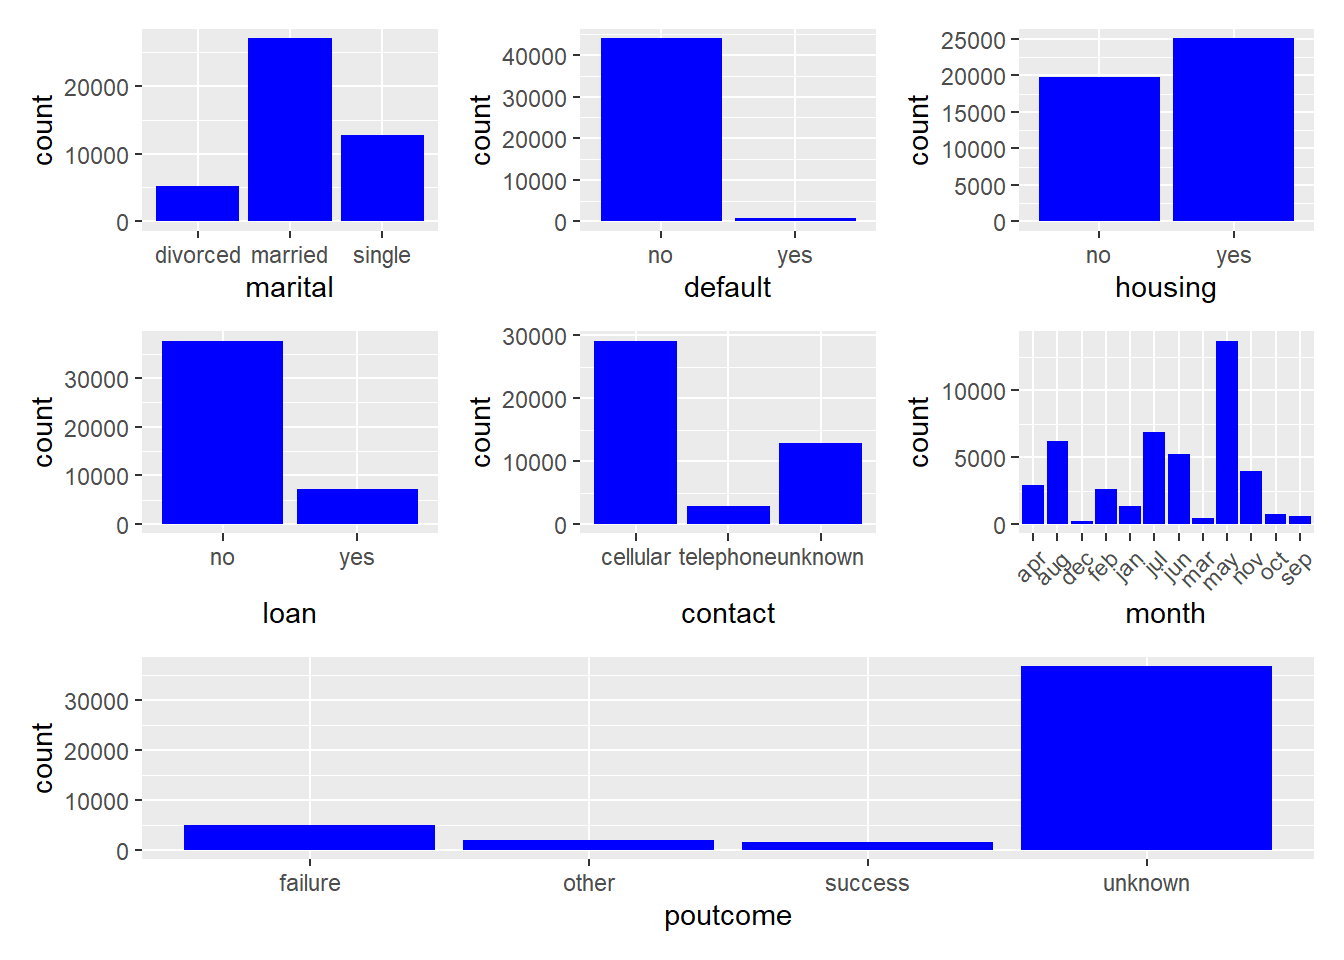 count
20000
10000
0
divorced married single
marital
count
40000
30000
20000
10000
0
no yes
default
count
25000
20000
15000
10000
5000
0
no yes
housing
count
30000
20000
10000
0
no yes
loan
count
30000
20000
10000
0
cellular telephone unknown
contact
count
10000
5000
0
apr aug dec feb jan jul jun mar may nov oct sep
month
count
30000
20000
10000
0
failure other success unknown
poutcome